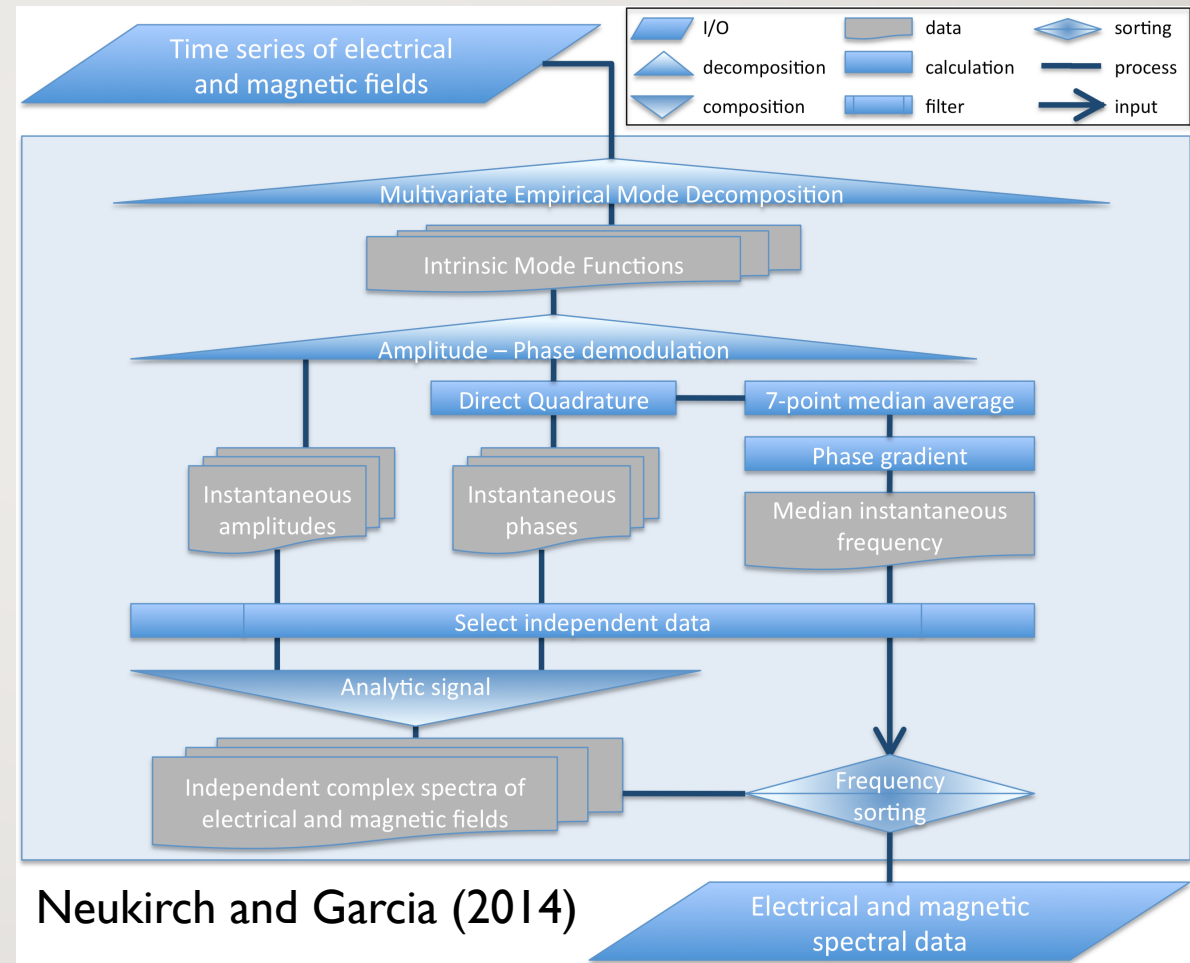 Time series of electrical
and magnetic fields
I/O
data
sorting
decomposition
calculation
process
composition
filter
input
Multivariate Empirical Mode Decomposition
Intrinsic Mode Functions
Amplitude – Phase demodulation
Direct Quadrature
7-point median average
Phase gradient
Instantaneous
amplitudes
Instantaneous
phases
Median instantaneous
frequency
Select independent data
Analytic signal
Independent complex spectra of
electrical and magnetic fields
Frequency
sorting
Neukirch and Garcia (2014)
Electrical and magnetic
spectral data